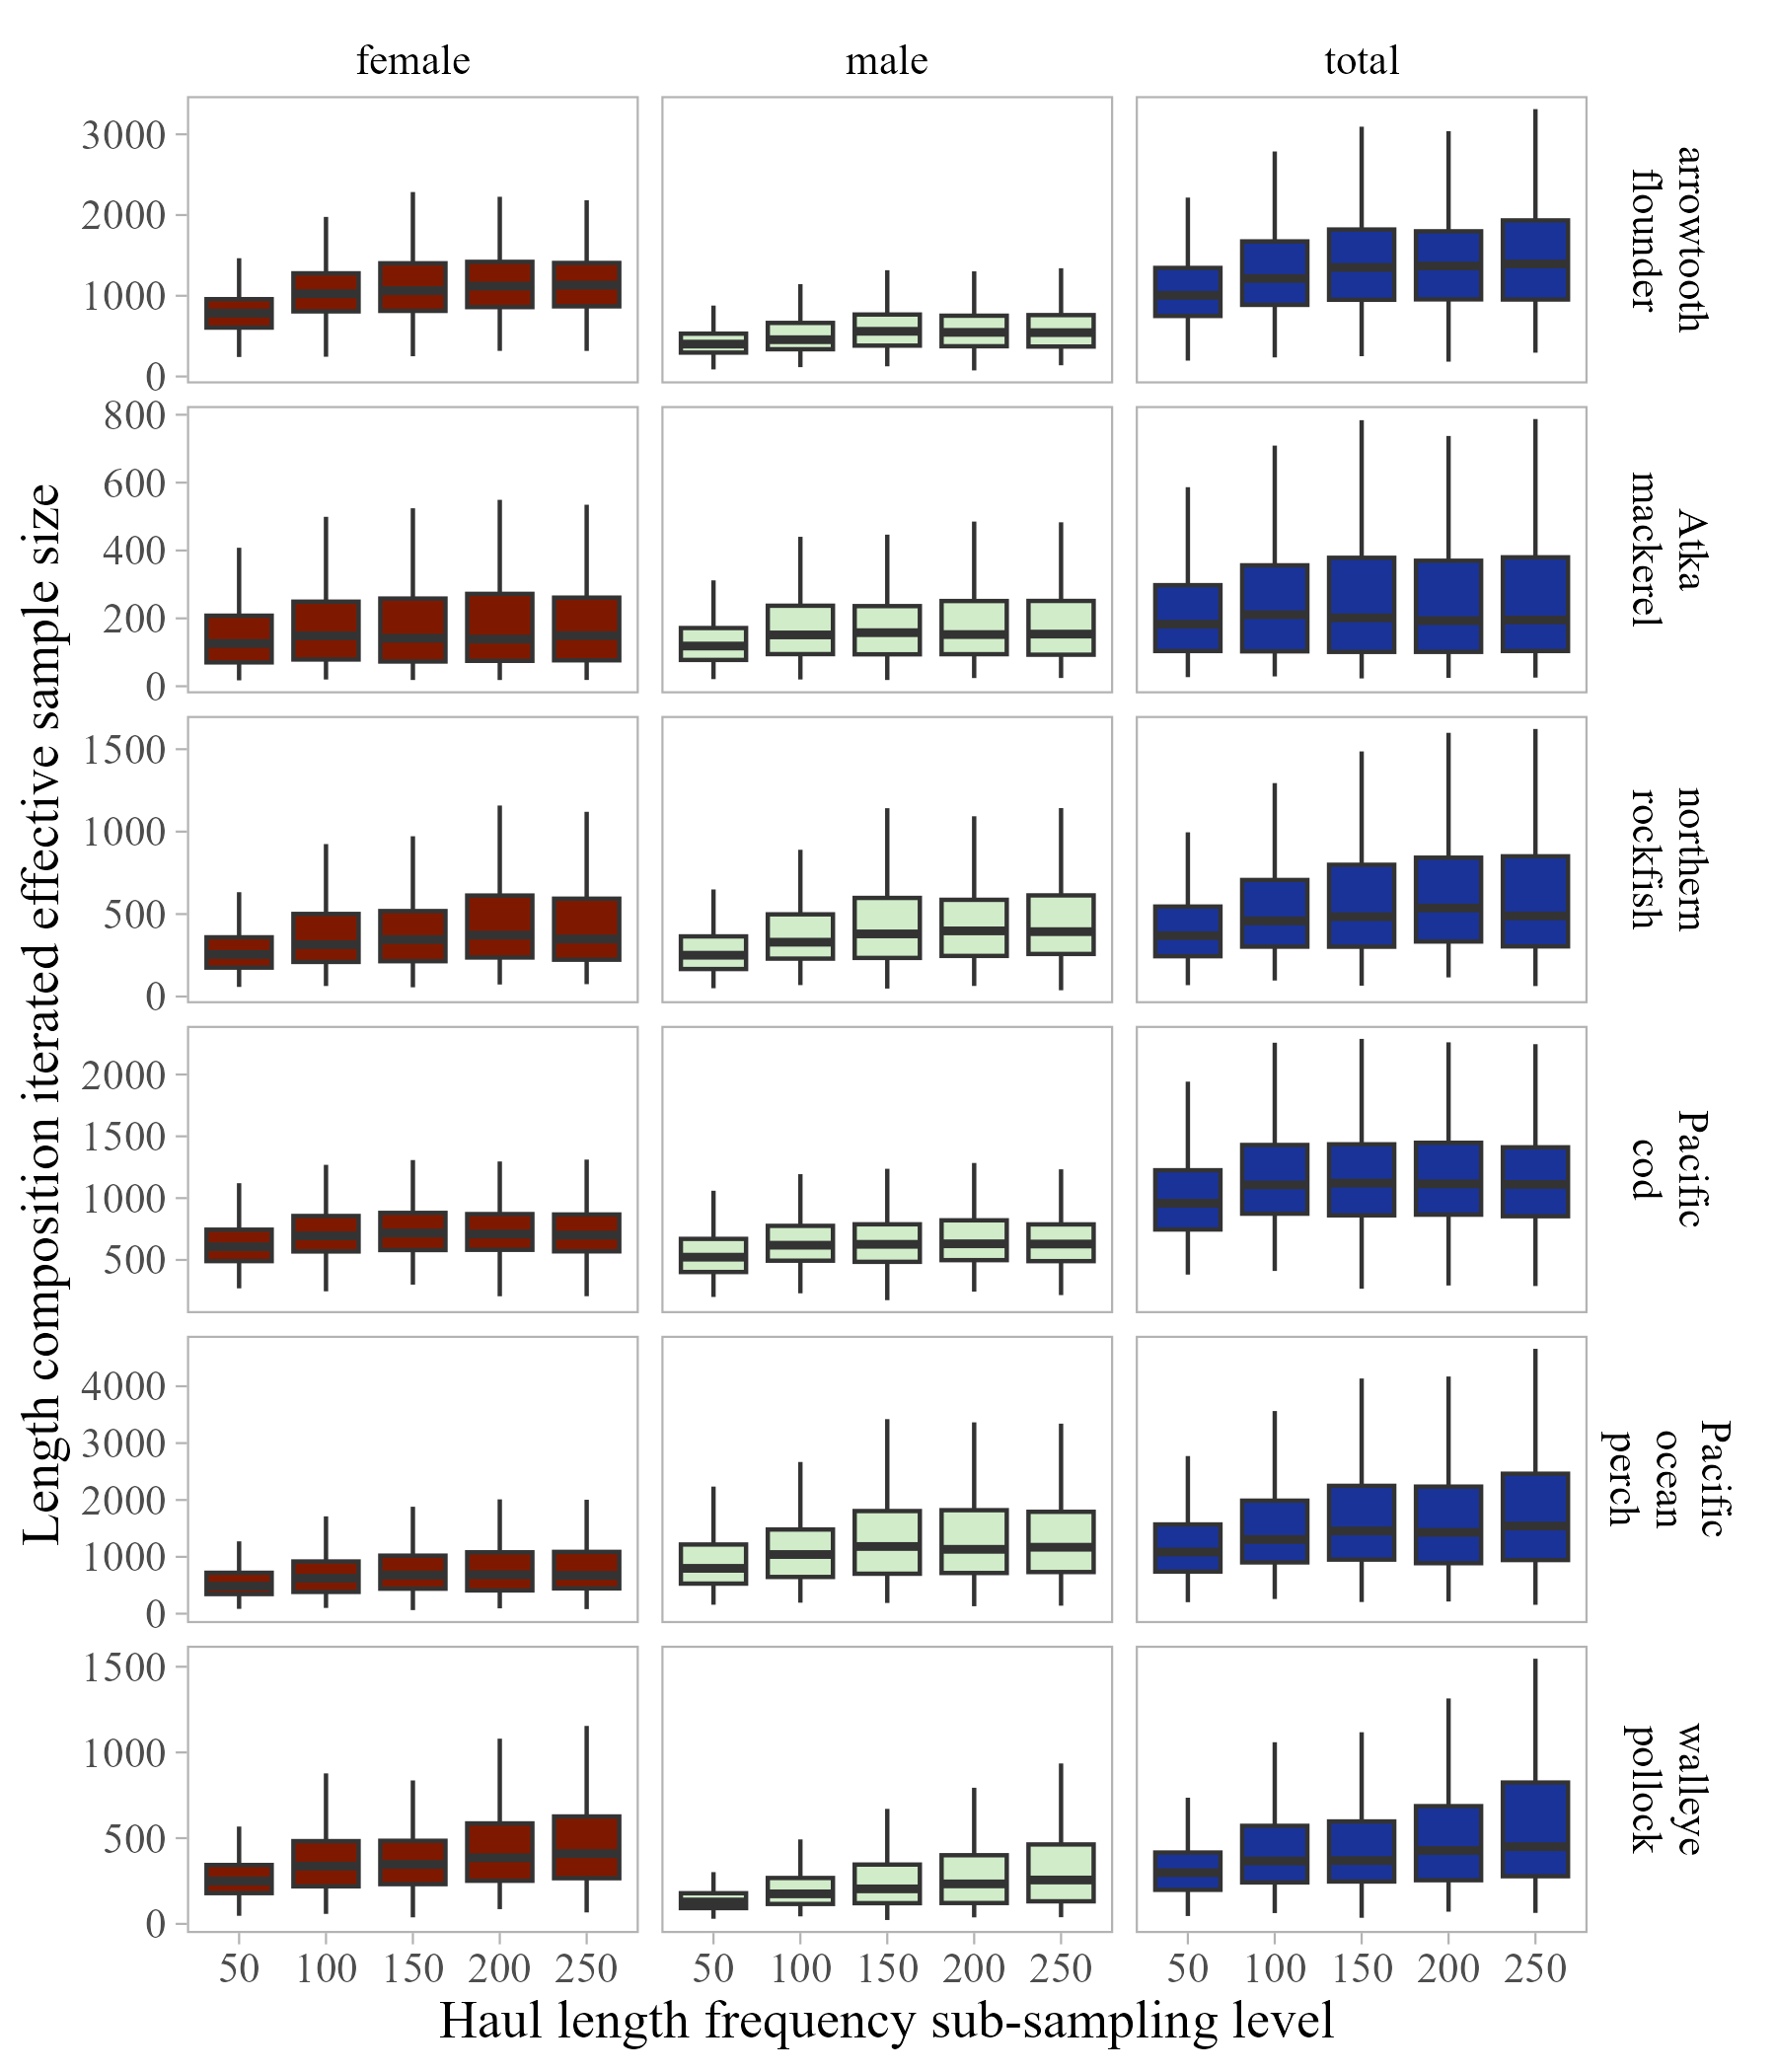 female
male
total
Length composition iterated effective sample size
3000
2000
1000
0
arrowtooth
flounder
800
600
400
200
0
Atka
mackerel
1500
1000
500
0
northern
rockfish
2000
1500
1000
500
Pacific
cod
4000
3000
2000
1000
0
Pacific
ocean
perch
1500
1000
500
0
walleye
pollock
50 100 150 200 250
50 100 150 200 250
50 100 150 200 250
Haul length frequency sub-sampling level